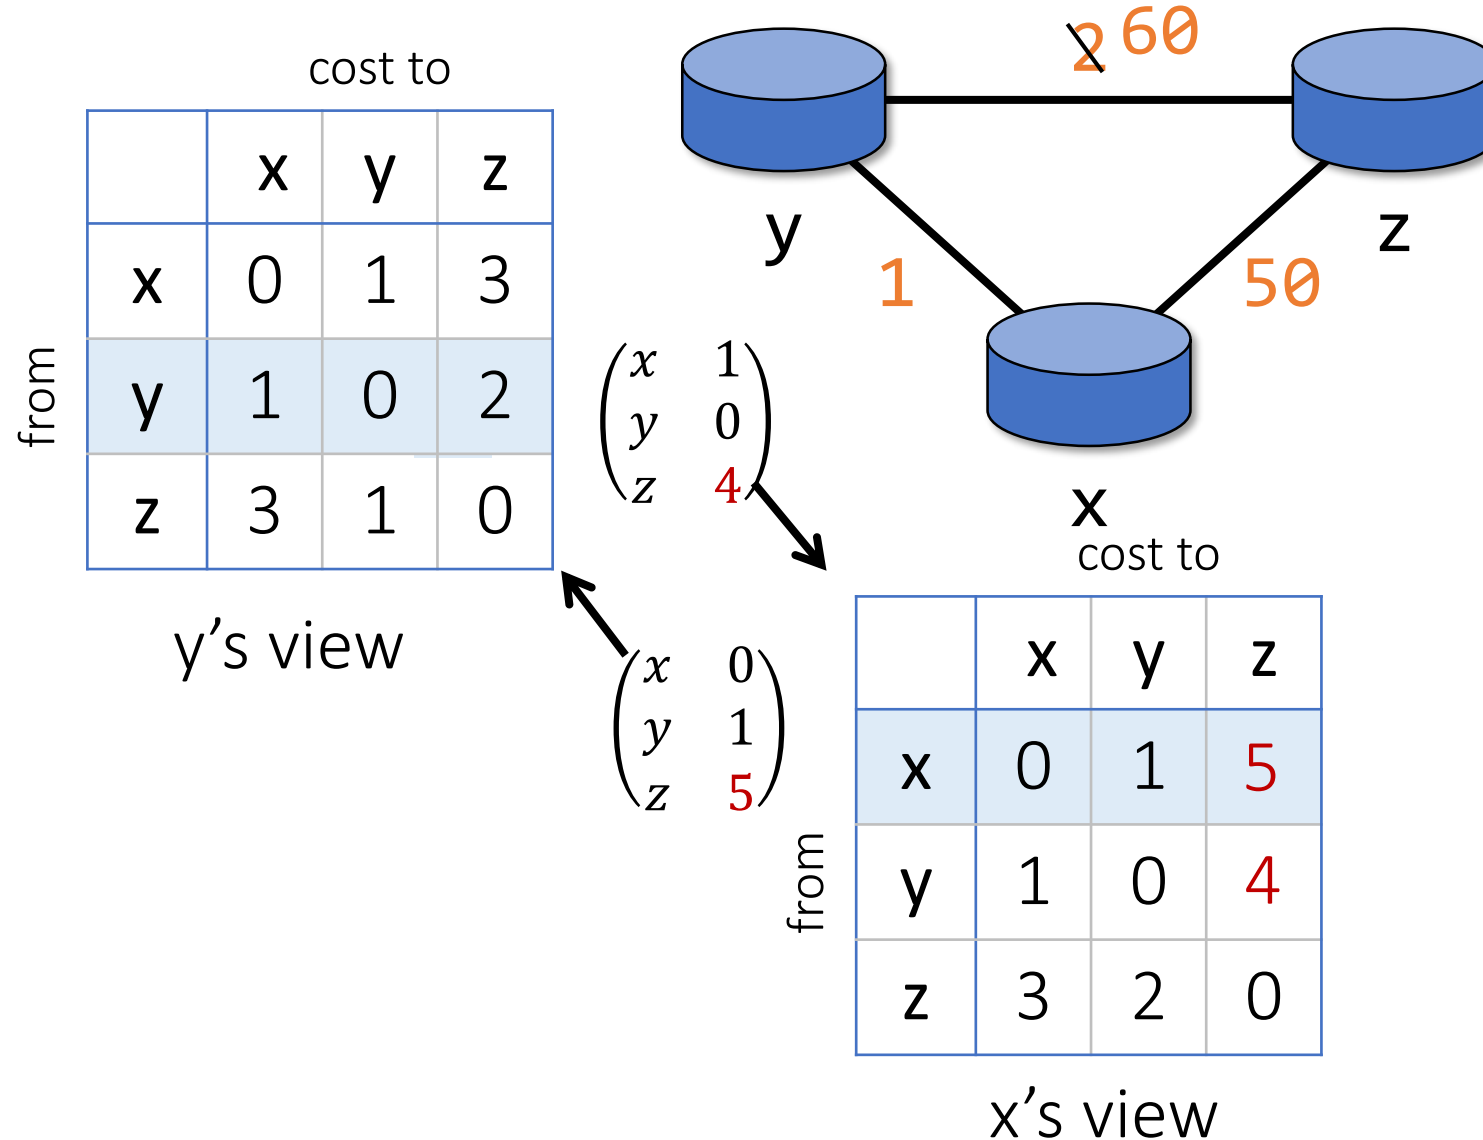 cost to
x y z
x 0 1 3
y 1 0 2
z 3 1 0
from
y’s view
2 60
y
z
1
50
x
x 1
y 0
z 4
x 0
y 1
z 5
cost to
x y z
x 0 1 5
y 1 0 4
z 3 2 0
from
x’s view